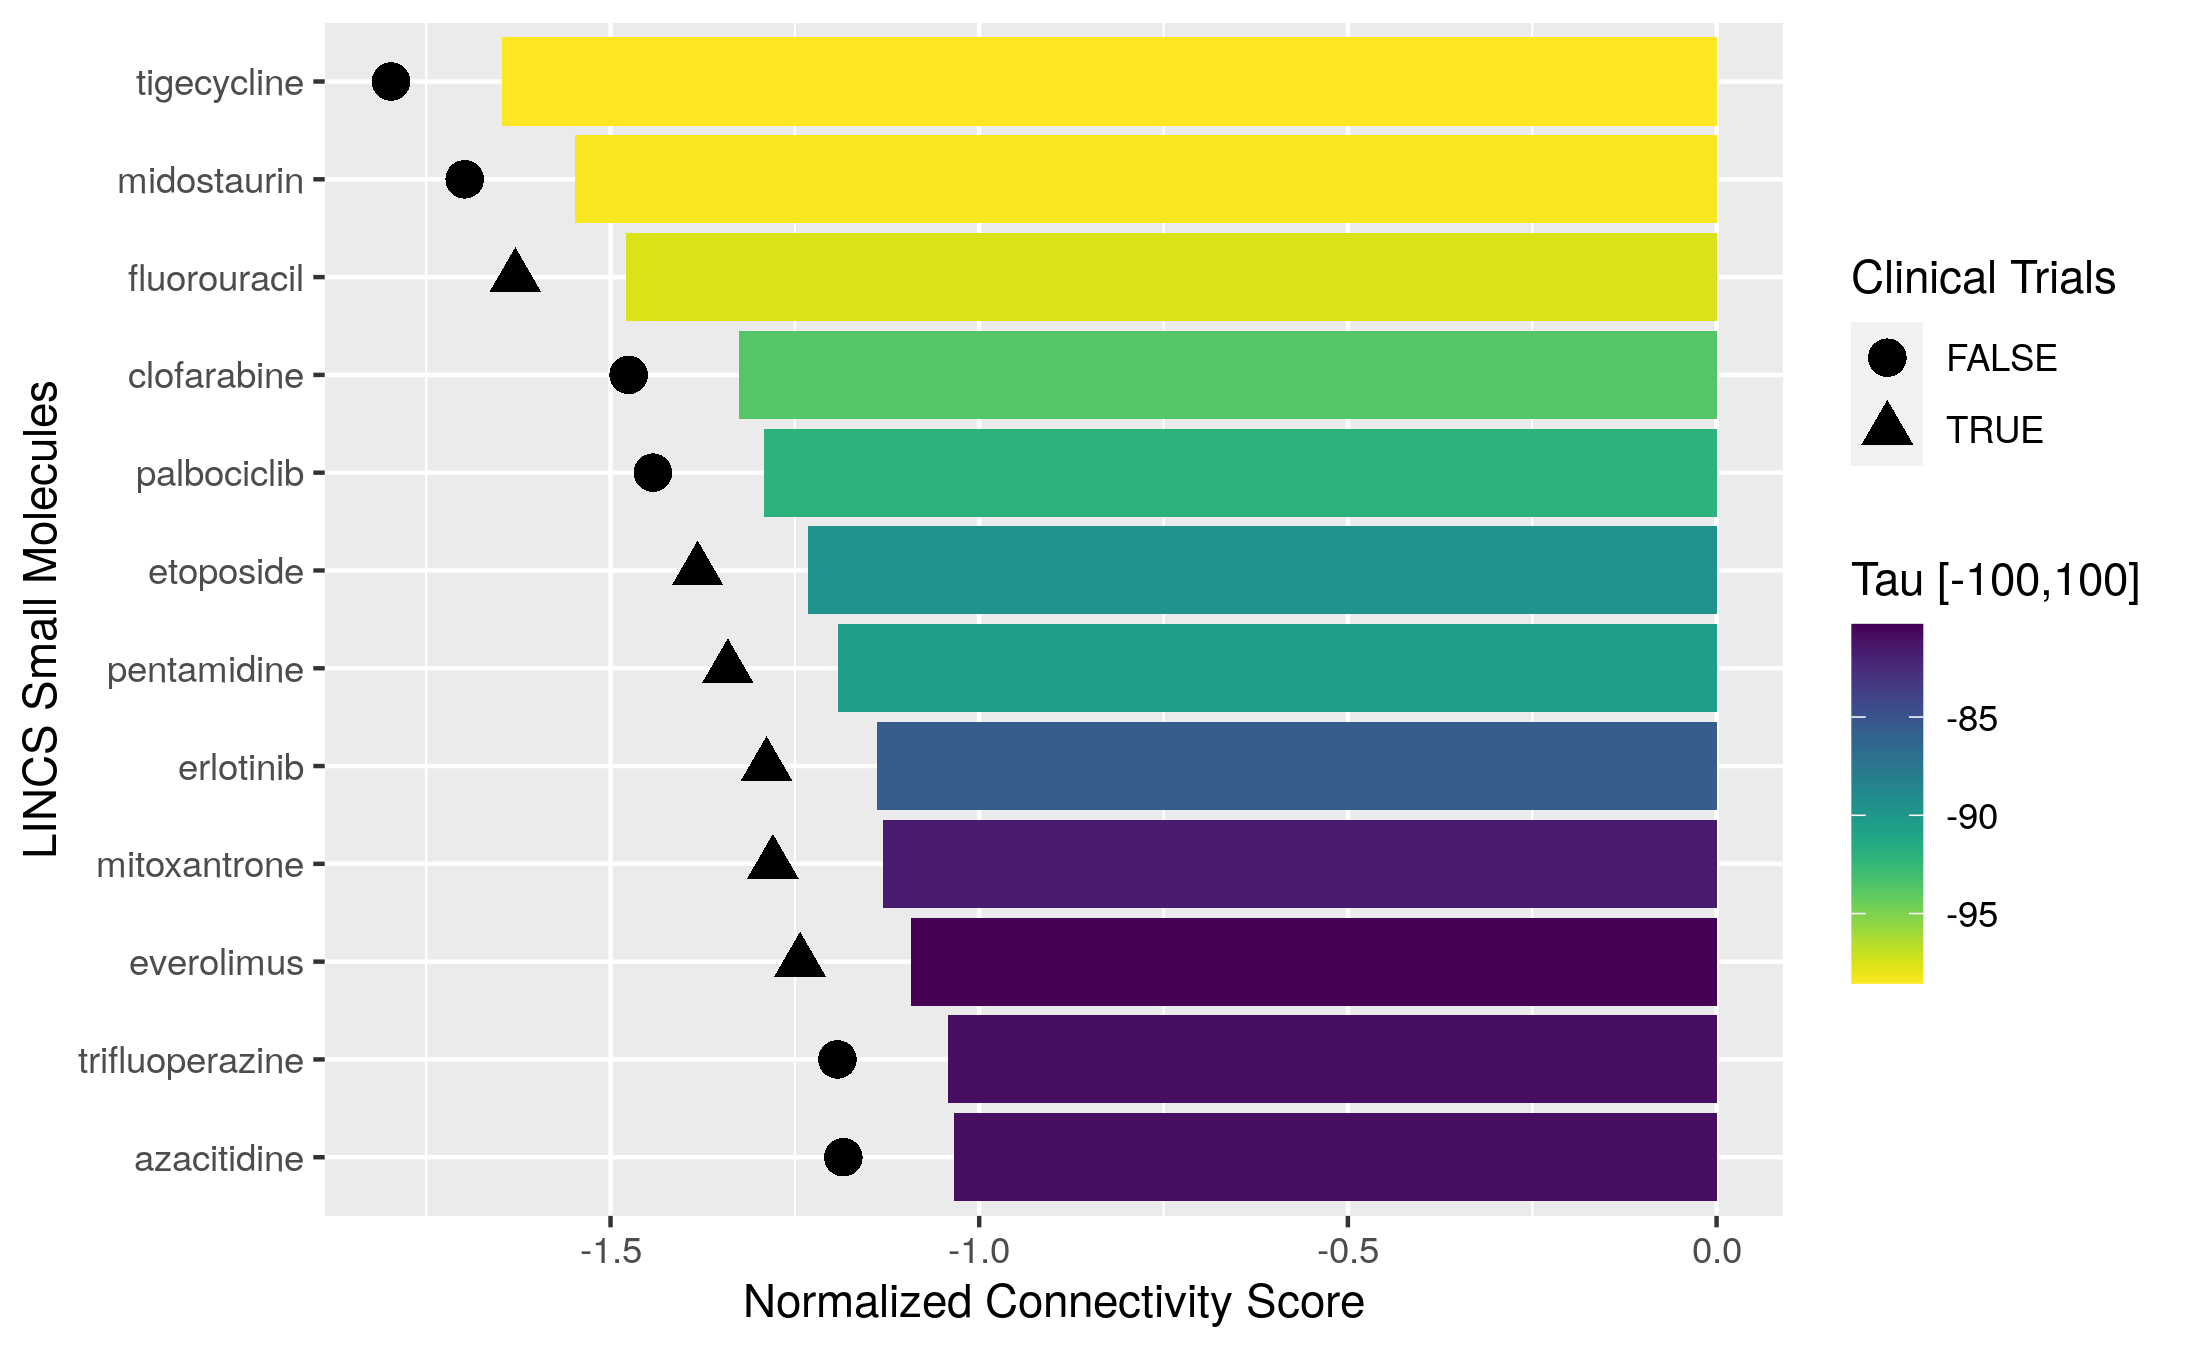 tigecycline
midostaurin
fluorouracil
clofarabine
palbociclib
etoposide
pentamidine
erlotinib
mitoxantrone
everolimus
trifluoperazine
azacitidine
LINCS Small Molecules
-1.5
-1.0
-0.5
0.0
Normalized Connectivity Score
Clinical Trials
FALSE
TRUE
Tau [-100,100]
-85
-90
-95